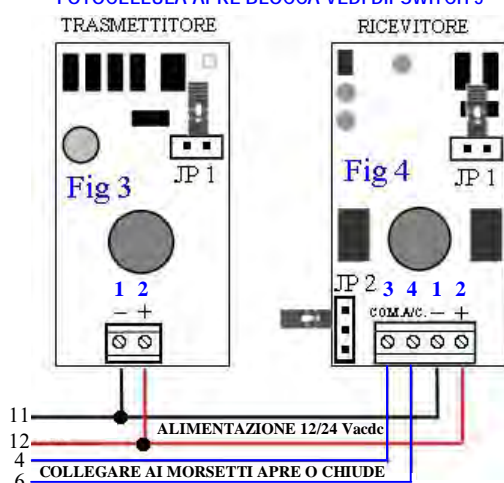 FOTOCELLULA APRE BLOCCA VEDI DIP SWITCH 5
TRASMETTITORE
RICEVITORE
JP 1
Fig 3
JP 1
Fig 4
1 2
- +
JP 2
3 4 1 2
COM.A/C. - +
11
12
ALIMENTAZIONE 12/24 Vacdc
4
COLLEGARE AI MORSETTI APRE O CHIUDE
6